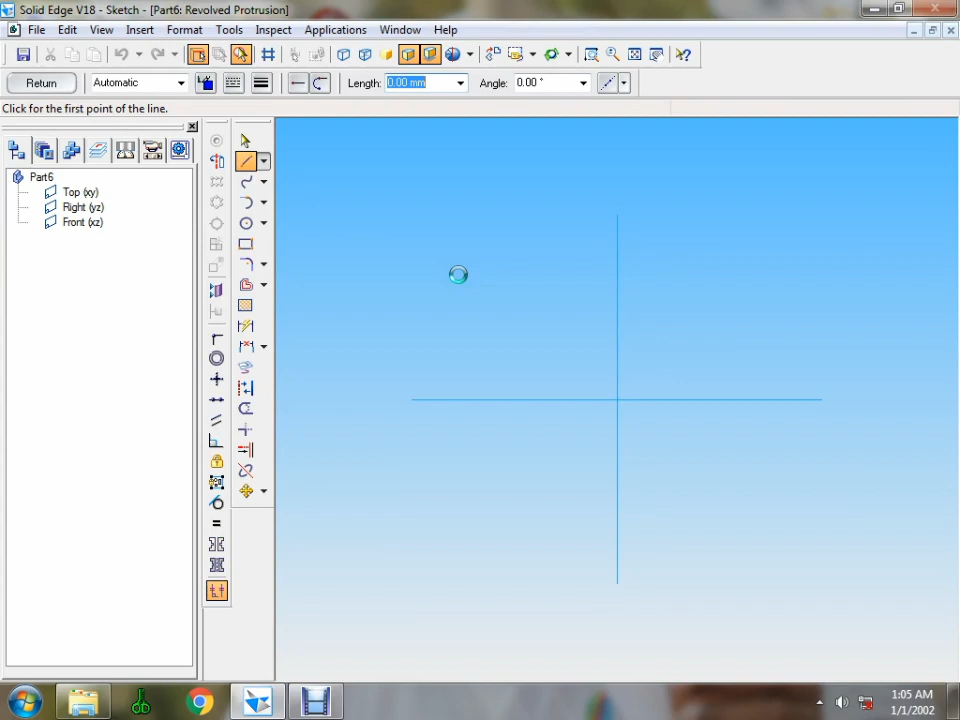 Solid Edge V18 - Sketch - [Part6: Revolved Protrusion]
File Edit View Insert Format Tools Inspect Applications Window Help
Return Automatic Length: 0.00 mm Angle: 0.00 °
Click for the first point of the line.
Part6
Top (xy)
Right (yz)
Front (xz)
1:05 AM
1/1/2002